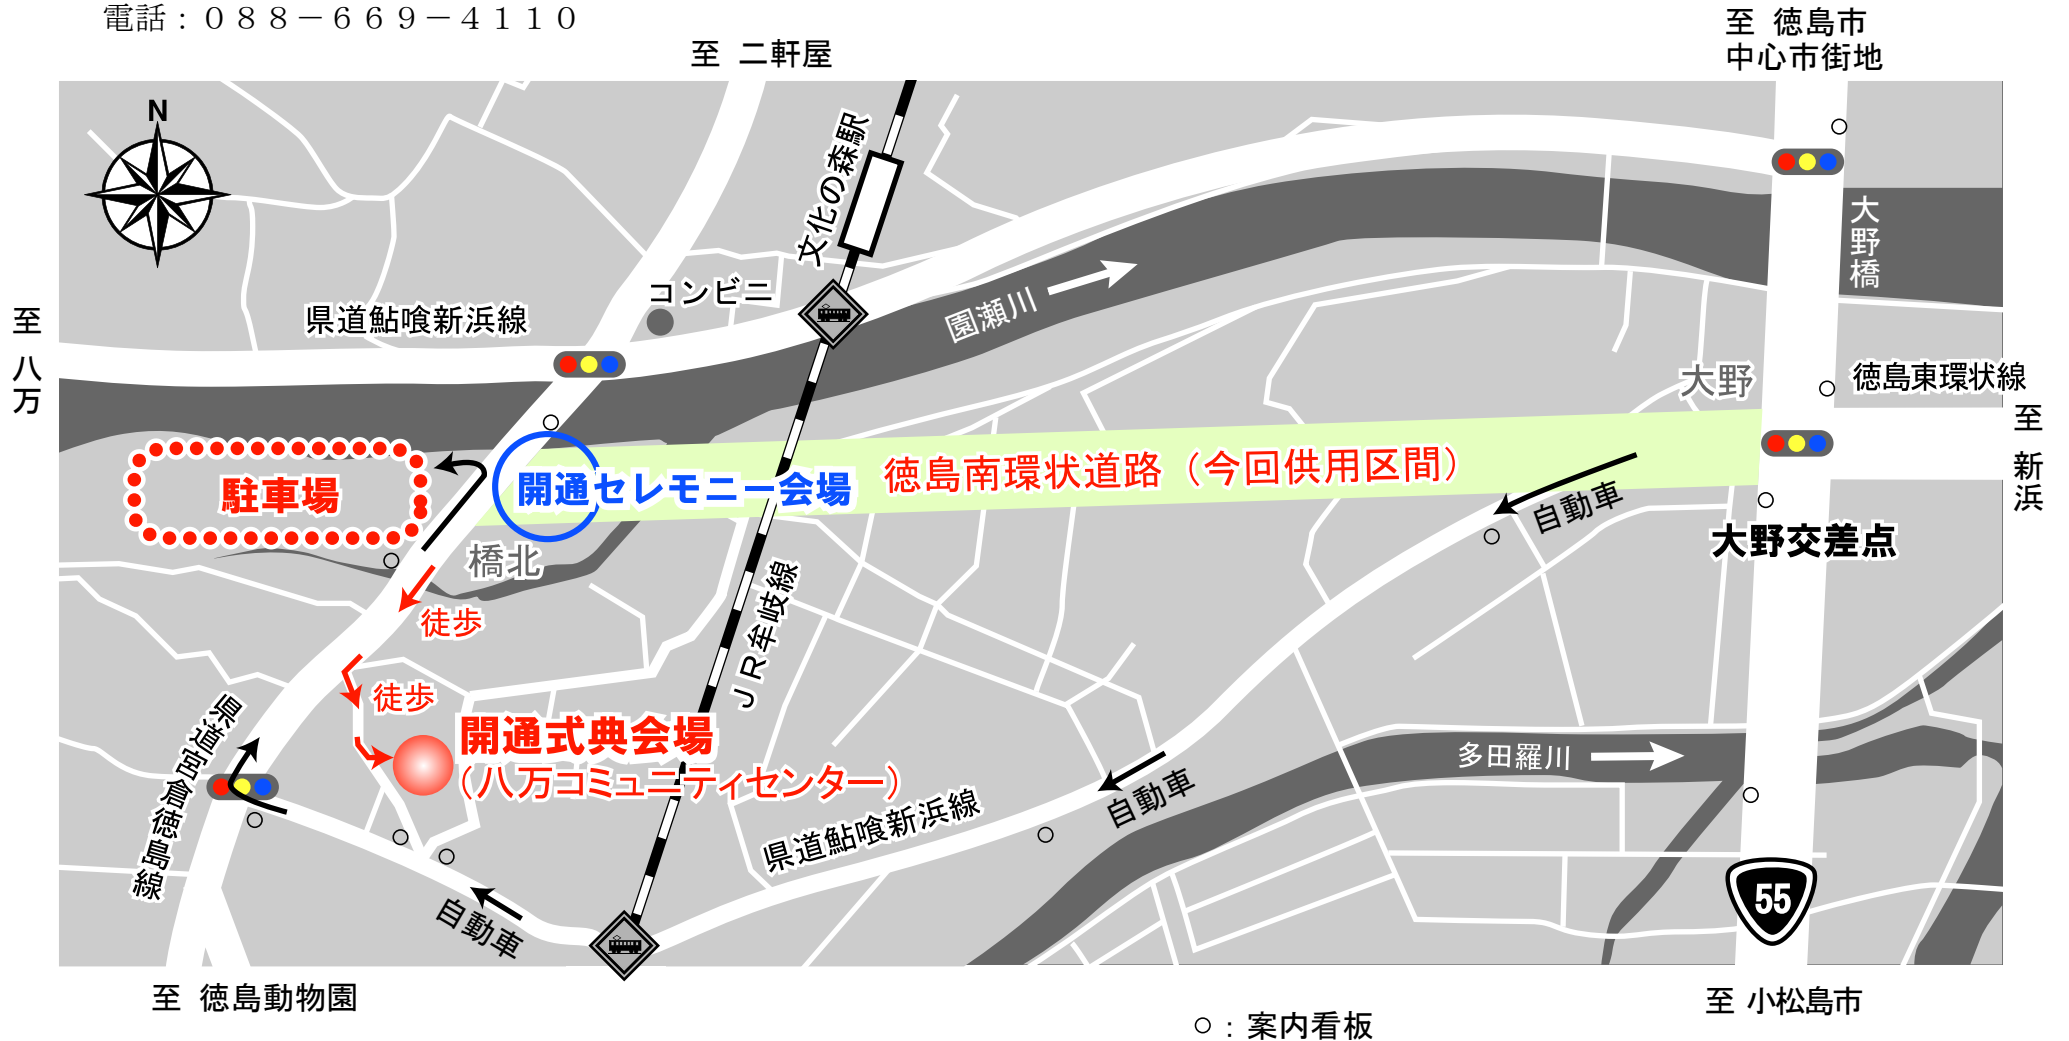 電話：０８８－６６９－４１１０
至 徳島市
中心市街地
至 二軒屋
N
文化の森駅
大野橋
コンビニ
県道鮎喰新浜線
園瀬川
至 八万
大野
徳島東環状線
至 新浜
徳島南環状道路（今回供用区間）
駐車場
開通セレモニー会場
自動車
大野交差点
橋北
徒歩
ＪＲ牟岐線
徒歩
県道宮倉徳島線
開通式典会場
（八万コミュニティセンター）
多田羅川
自動車
県道鮎喰新浜線
自動車
55
至 徳島動物園
至 小松島市
○：案内看板